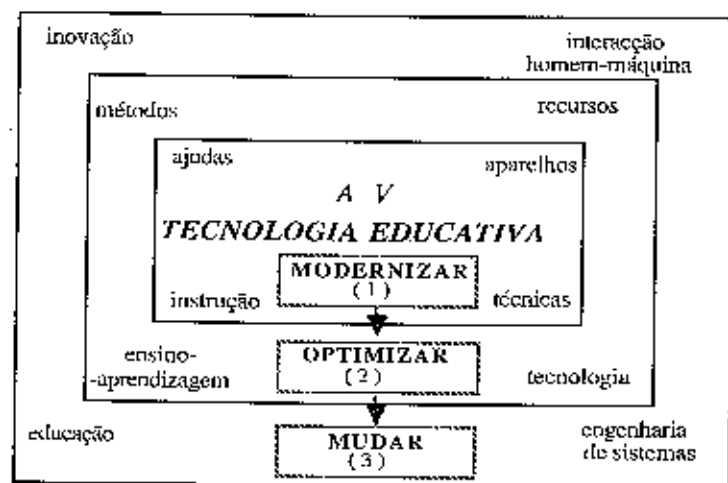 inovação
interacção
homem-máquina
métodos
recursos
ajudas
aparelhos
A V
TECNOLOGIA EDUCATIVA
MODERNIZAR
(1)
instrução
técnicas
ensino-
-aprendizagem
OPTIMIZAR
(2)
tecnologia
educação
MUDAR
(3)
engenharia
de sistemas